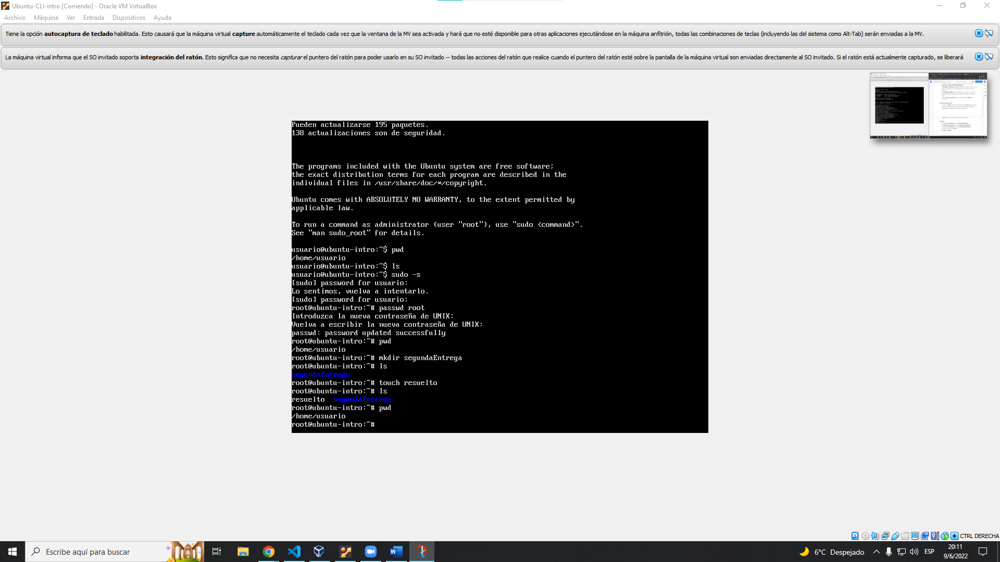 Ubuntu-CLI-intro [Corriendo] - Oracle VM VirtualBox
Archivo Máquina Ver Entrada Dispositivos Ayuda
Tiene la opción autocaptura de teclado habilitada. Esto causará que la máquina virtual capture automáticamente el teclado cada vez que la ventana de la MV sea activada y hará que no esté disponible para otras aplicaciones ejecutándose en la máquina anfitrión, todas las combinaciones de teclas (incluyendo las del sistema como Alt-Tab) serán enviadas a la MV.
La máquina virtual informa que el SO invitado soporta integración del ratón. Esto significa que no necesita capturar el puntero del ratón para poder usarlo en su SO invitado -- todas las acciones del ratón que realice cuando el puntero del ratón esté sobre la pantalla de la máquina virtual son enviadas directamente al SO invitado. Si el ratón está actualmente capturado, se liberará
Pueden actualizarse 195 paquetes.
138 actualizaciones son de seguridad.
The programs included with the Ubuntu system are free software;
the exact distribution terms for each program are described in the
individual files in /usr/share/doc/*/copyright.
Ubuntu comes with ABSOLUTELY NO WARRANTY, to the extent permitted by
applicable law.
To run a command as administrator (user "root"), use "sudo <command>".
See "man sudo_root" for details.
usuario@ubuntu-intro:~$ pwd
/home/usuario
usuario@ubuntu-intro:~$ ls
usuario@ubuntu-intro:~$ sudo -s
[sudo] password for usuario:
Lo sentimos, vuelva a intentarlo.
[sudo] password for usuario:
root@ubuntu-intro:~# passwd root
Introduzca la nueva contraseña de UNIX:
Vuelva a escribir la nueva contraseña de UNIX:
passwd: password updated successfully
root@ubuntu-intro:~# pwd
/home/usuario
root@ubuntu-intro:~# mkdir segundaEntrega
root@ubuntu-intro:~# ls
segundaEntrega
root@ubuntu-intro:~# touch resuelto
root@ubuntu-intro:~# ls
resuelto segundaEntrega
root@ubuntu-intro:~# pwd
/home/usuario
root@ubuntu-intro:~#
CTRL DERECHA
Escribe aquí para buscar
6°C Despejado
ESP
20:11
9/6/2022